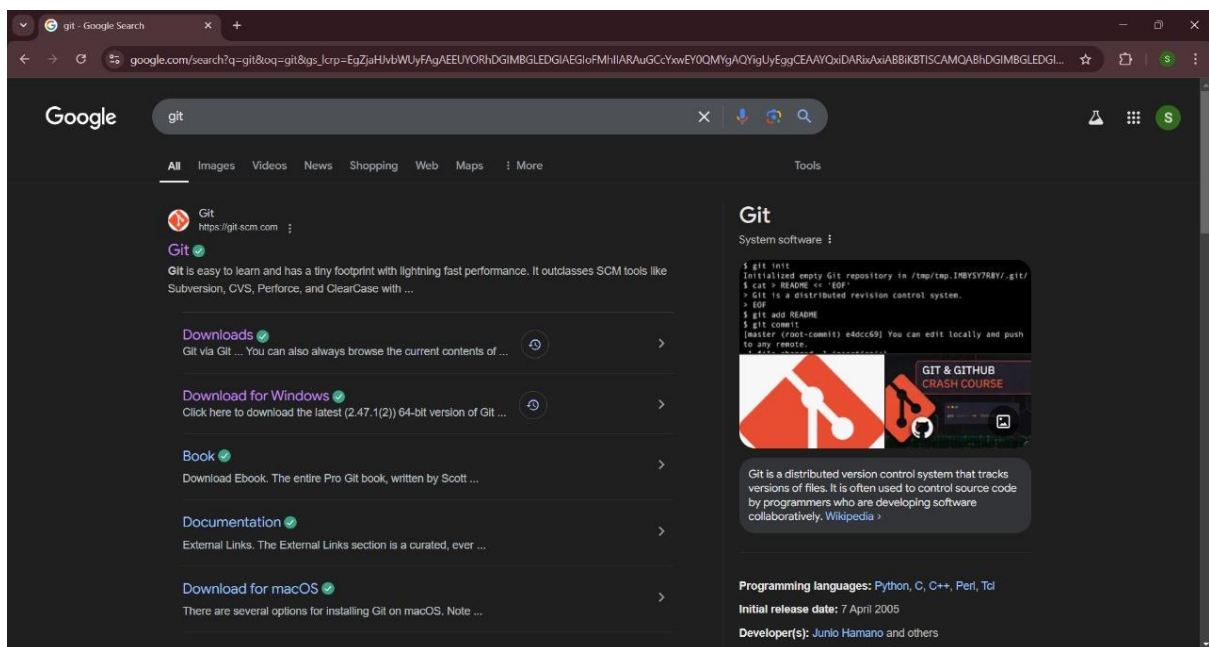 git - Google Search
google.com/search?q=git&oq=git&gs_lcrp=
Google
git
S
All Images Videos News Shopping Web Maps More Tools
Git
https://git-scm.com
Git
Git is easy to learn and has a tiny footprint with lightning fast performance. It outclasses SCM tools like
Subversion, CVS, Perforce, and ClearCase with ...
Downloads
Git via Git ... You can also always browse the current contents of ...
Download for Windows
Click here to download the latest (2.47.1(2)) 64-bit version of Git ...
Book
Download Ebook. The entire Pro Git book, written by Scott ...
Documentation
External Links. The External Links section is a curated, ever ...
Download for macOS
There are several options for installing Git on macOS. Note ...
Git
System software
$ git init
Initialized empty Git repository in /tmp/tmp.IMBYSY7R8Y/.git/
$ cat > README << 'EOF'
> Git is a distributed revision control system.
> EOF
$ git add README
$ git commit
[master (root-commit) e4dcc69] You can edit locally and push
to any remote.
GIT & GITHUB
CRASH COURSE
Git is a distributed version control system that tracks
versions of files. It is often used to control source code
by programmers who are developing software
collaboratively. Wikipedia ›
Programming languages: Python, C, C++, Perl, Tcl
Initial release date: 7 April 2005
Developer(s): Junio Hamano and others